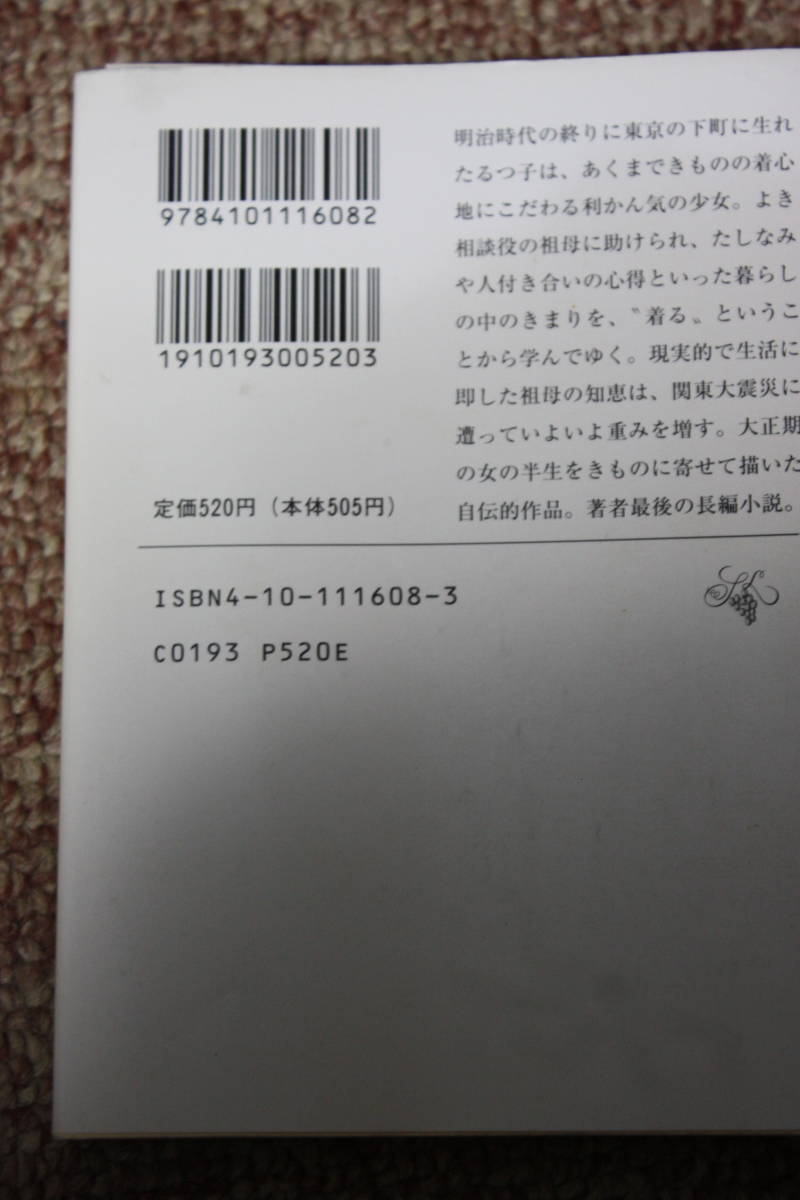 9784101116082
1910193005203
定価520円（本体505円）
明治時代の終りに東京の下町に生れ
たるつ子は、あくまできものの着心
地にこだわる利かん気の少女。よき
相談役の祖母に助けられ、たしなみ
や人付き合いの心得といった暮らし
の中のきまりを、〝着る〟というこ
とから学んでゆく。現実的で生活に
即した祖母の知恵は、関東大震災に
遭っていよいよ重みを増す。大正期
の女の半生をきものに寄せて描いた
自伝的作品。著者最後の長編小説。
ISBN4-10-111608-3
C0193 P520E